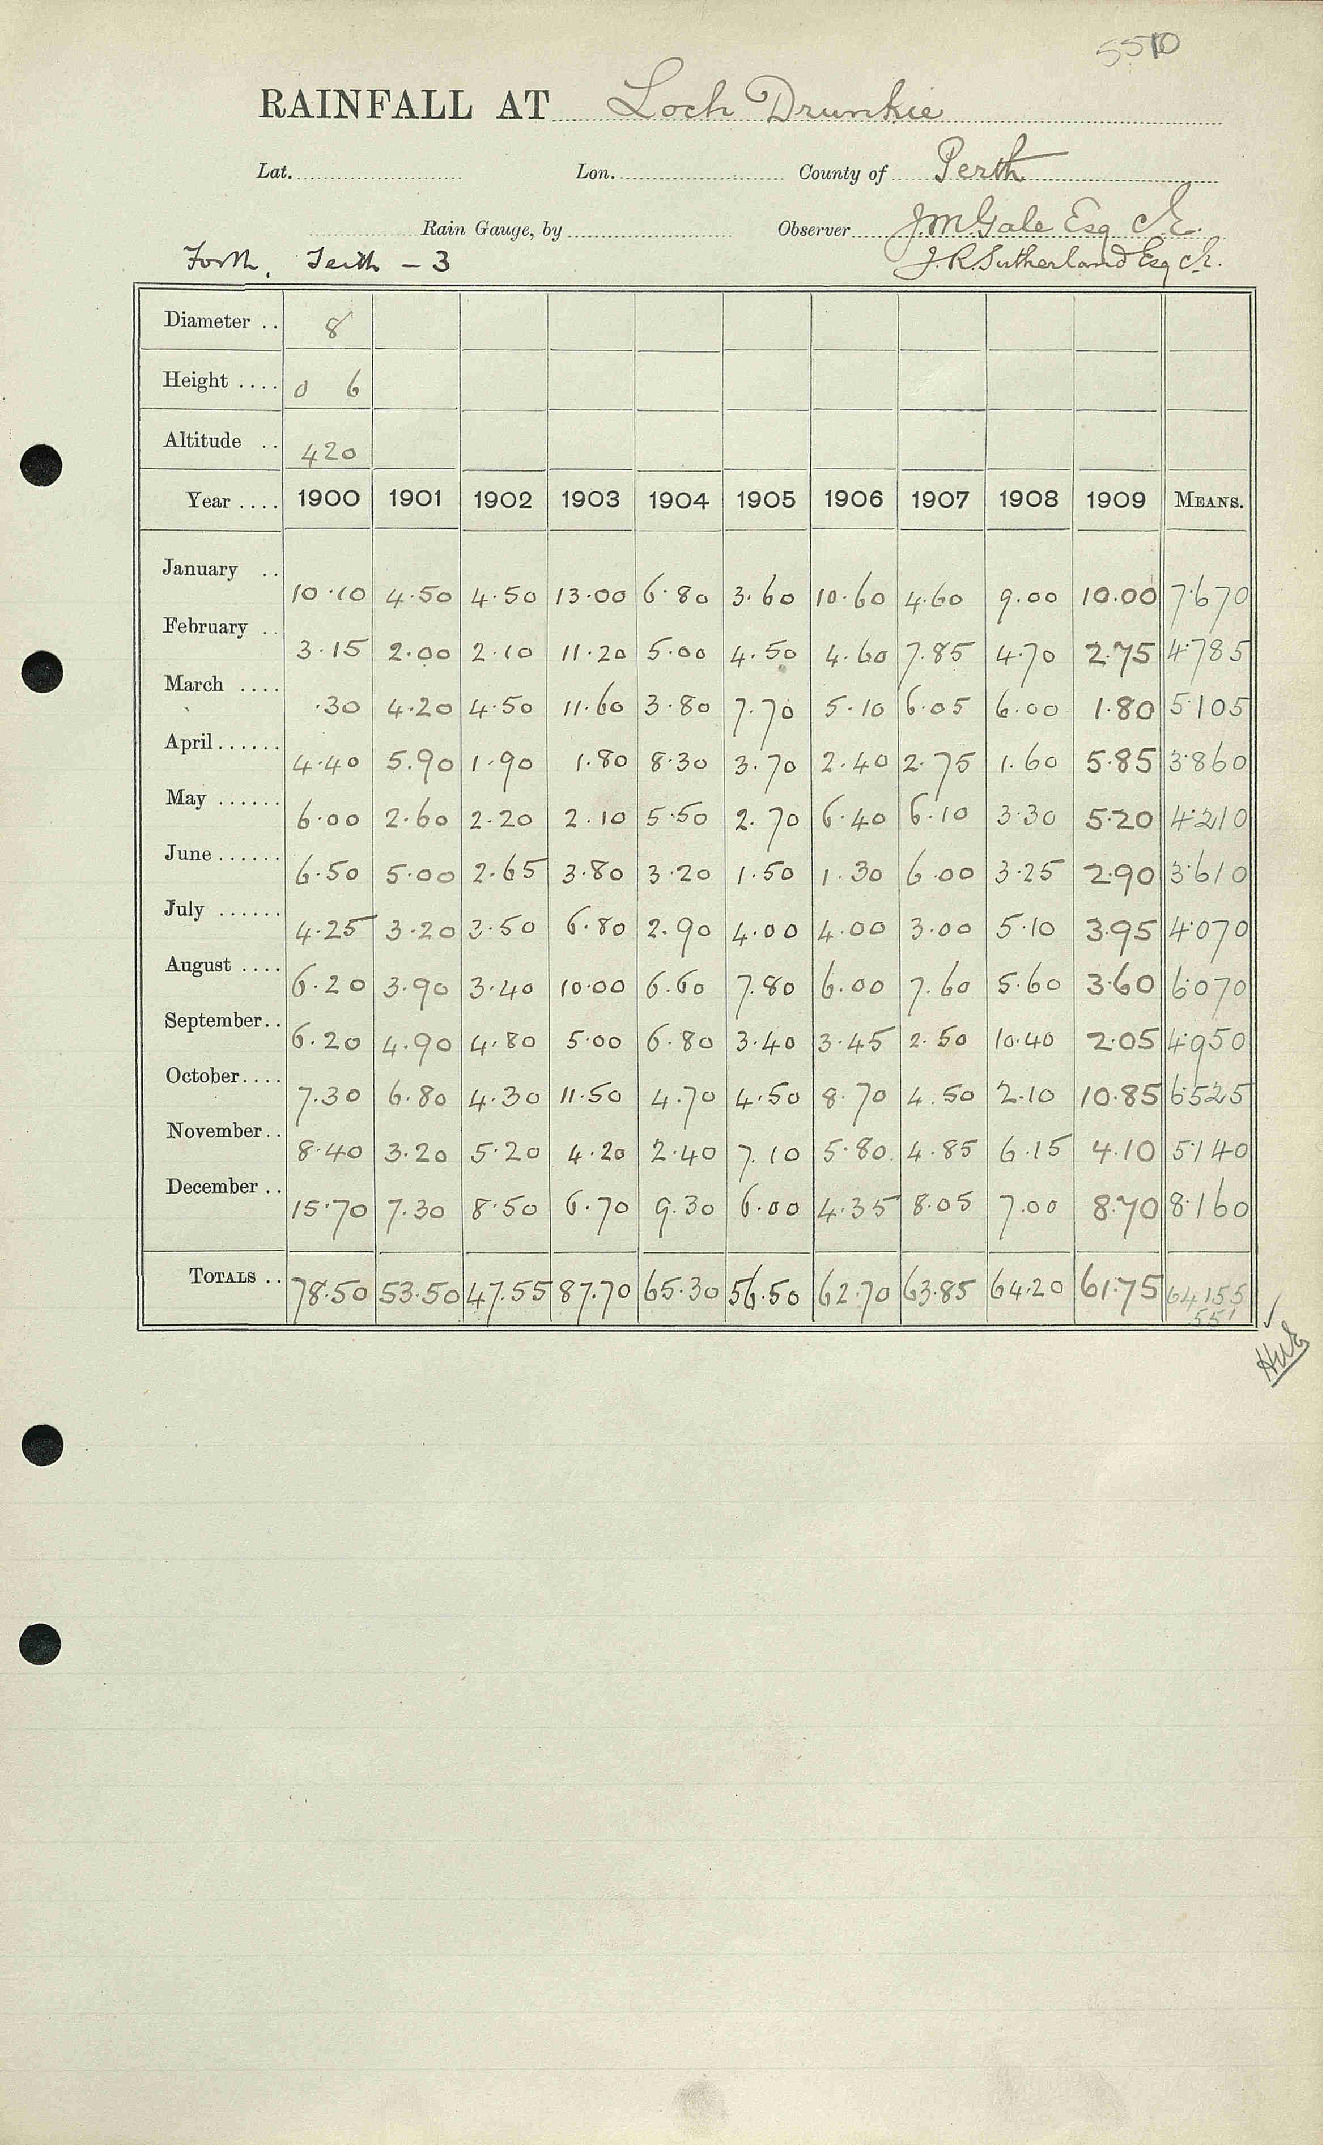 5510
RAINFALL AT Loch Drunkie
Lat. Lon. County of Perth
Rain Gauge, by Observer J.M. Gale Esq C.E.
Forth, Teith - 3 J.R. Sutherland Esq C.E.
Diameter .. 8
Height .... 0 6
Altitude .. 420
Year .... 1900 1901 1902 1903 1904 1905 1906 1907 1908 1909 MEANS.
January .. 10.10 4.50 4.50 13.00 6.80 3.60 10.60 4.60 9.00 10.00 7.670
February .. 3.15 2.00 2.10 11.20 5.00 4.50 4.60 7.85 4.70 2.75 4.785
March .... .30 4.20 4.50 11.60 3.80 7.70 5.10 6.05 6.00 1.80 5.105
April ...... 4.40 5.90 1.90 1.80 8.30 3.70 2.40 2.75 1.60 5.85 3.860
May ...... 6.00 2.60 2.20 2.10 5.50 2.70 6.40 6.10 3.30 5.20 4.210
June ...... 6.50 5.00 2.65 3.80 3.20 1.50 1.30 6.00 3.25 2.90 3.610
July ...... 4.25 3.20 3.50 6.80 2.90 4.00 4.00 3.00 5.10 3.95 4.070
August .... 6.20 3.90 3.40 10.00 6.60 7.80 6.00 7.60 5.60 3.60 6.070
September.. 6.20 4.90 4.80 5.00 6.80 3.40 3.45 2.50 10.40 2.05 4.950
October.... 7.30 6.80 4.30 11.50 4.70 4.50 8.70 4.50 2.10 10.85 6.525
November.. 8.40 3.20 5.20 4.20 2.40 7.10 5.80 4.85 6.15 4.10 5.140
December .. 15.70 7.30 8.50 6.70 9.30 6.00 4.35 8.05 7.00 8.70 8.160
TOTALS .. 78.50 53.50 47.55 87.70 65.30 56.50 62.70 63.85 64.20 61.75 64.155